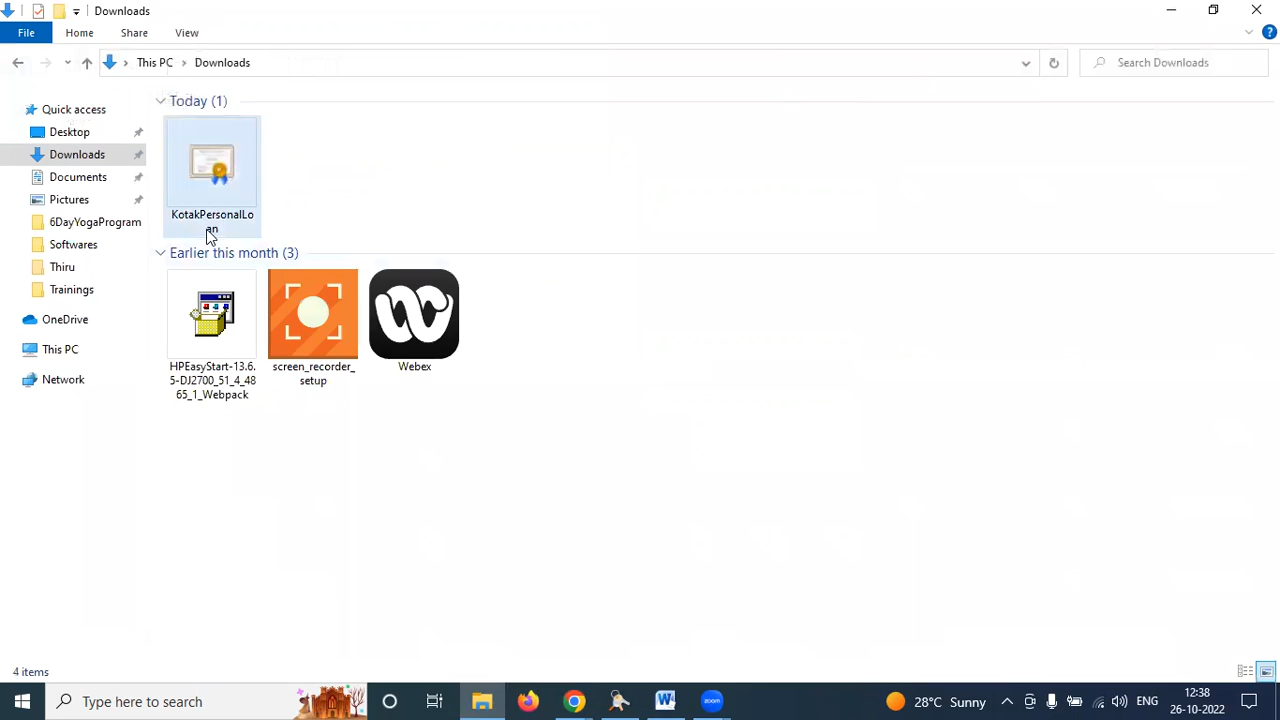 Downloads
File
Home
Share
View
This PC
Downloads
Search Downloads
Quick access
Desktop
Downloads
Documents
Pictures
6DayYogaProgram
Softwares
Thiru
Trainings
OneDrive
This PC
Network
Today (1)
KotakPersonalLo
an
Earlier this month (3)
HPEasyStart-13.6.
5-DJ2700_51_4_48
65_1_Webpack
screen_recorder_
setup
Webex
4 items
Type here to search
zoom
28°C Sunny
ENG
12:38
26-10-2022